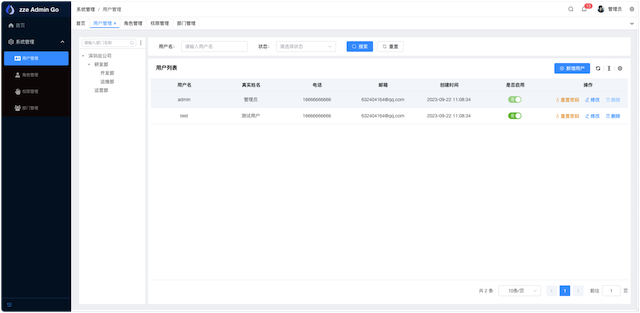 zze Admin Go
首页
系统管理
用户管理
角色管理
权限管理
部门管理
系统管理 / 用户管理
管理员
首页 用户管理 × 角色管理 权限管理 部门管理
请输入部门名称
深圳总公司
研发部
开发部
运维部
运营部
用户名: 请输入用户名 状态: 请选择状态 搜索 重置
用户列表 新增用户
用户名 真实姓名 电话 邮箱 创建时间 是否启用 操作
admin 管理员 16666666666 632404164@qq.com 2023-09-22 11:08:34 重置密码 修改 删除
test 测试用户 16666666666 632404164@qq.com 2023-09-22 11:08:34 重置密码 修改 删除
共 2 条 10条/页 1 前往 1 页